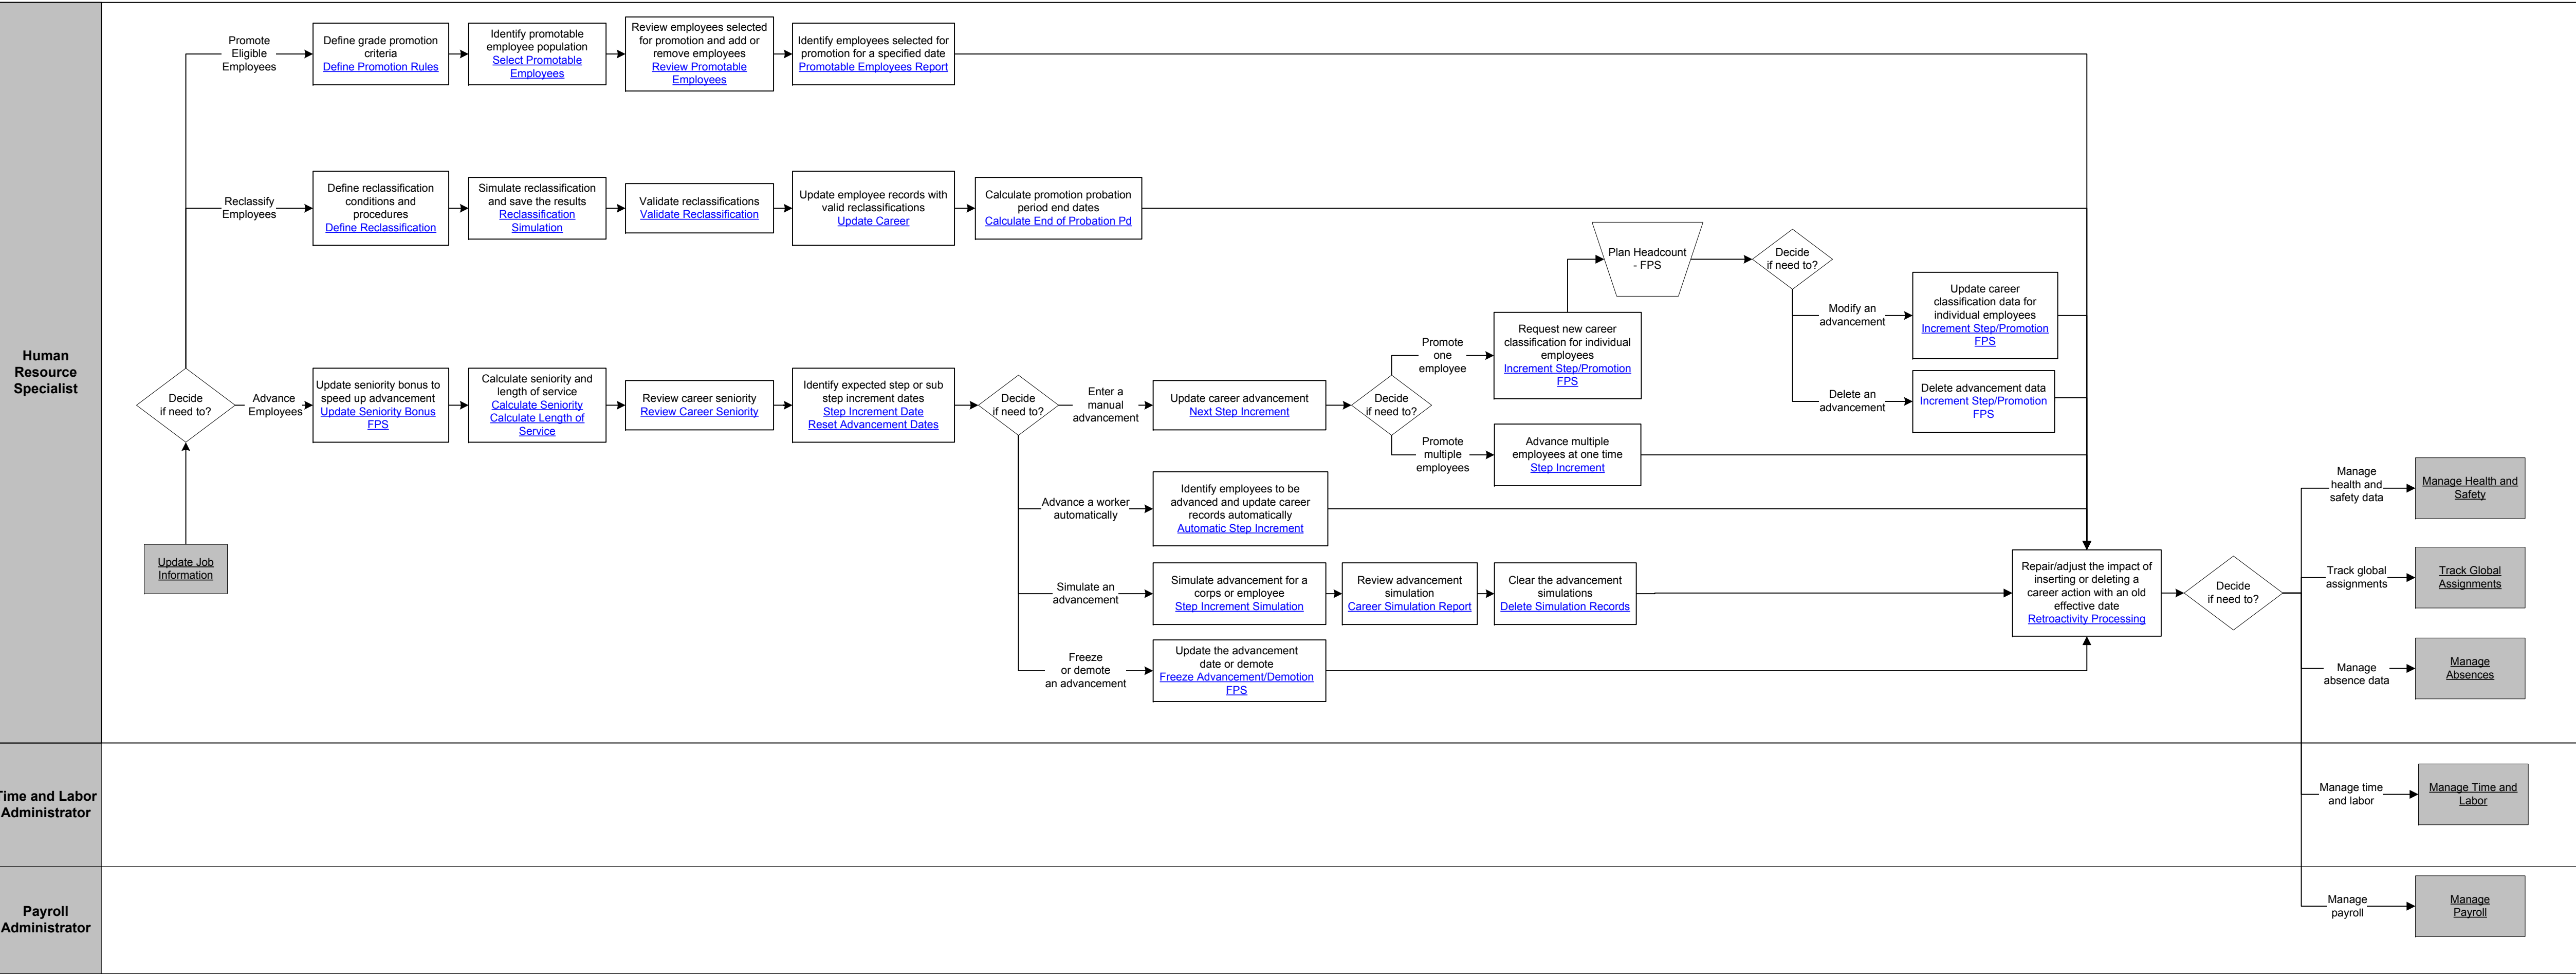 Human
Resource
Specialist
Promote
Eligible
Employees
Define grade promotion
criteria
Define Promotion Rules
Identify promotable
employee population
Select Promotable
Employees
Review employees selected
for promotion and add or
remove employees
Review Promotable
Employees
Identify employees selected for
promotion for a specified date
Promotable Employees Report
Reclassify
Employees
Define reclassification
conditions and
procedures
Define Reclassification
Simulate reclassification
and save the results
Reclassification
Simulation
Validate reclassifications
Validate Reclassification
Update employee records with
valid reclassifications
Update Career
Calculate promotion probation
period end dates
Calculate End of Probation Pd
Decide
if need to?
Update Job
Information
Advance
Employees
Update seniority bonus to
speed up advancement
Update Seniority Bonus
FPS
Calculate seniority and
length of service
Calculate Seniority
Calculate Length of
Service
Review career seniority
Review Career Seniority
Identify expected step or sub
step increment dates
Step Increment Date
Reset Advancement Dates
Decide
if need to?
Enter a
manual
advancement
Update career advancement
Next Step Increment
Decide
if need to?
Promote
one
employee
Request new career
classification for individual
employees
Increment Step/Promotion
FPS
Plan Headcount
- FPS
Decide
if need to?
Modify an
advancement
Update career
classification data for
individual employees
Increment Step/Promotion
FPS
Delete an
advancement
Delete advancement data
Increment Step/Promotion
FPS
Promote
multiple
employees
Advance multiple
employees at one time
Step Increment
Advance a worker
automatically
Identify employees to be
advanced and update career
records automatically
Automatic Step Increment
Simulate an
advancement
Simulate advancement for a
corps or employee
Step Increment Simulation
Review advancement
simulation
Career Simulation Report
Clear the advancement
simulations
Delete Simulation Records
Freeze
or demote
an advancement
Update the advancement
date or demote
Freeze Advancement/Demotion
FPS
Repair/adjust the impact of
inserting or deleting a
career action with an old
effective date
Retroactivity Processing
Decide
if need to?
Manage
health and
safety data
Manage Health and
Safety
Track global
assignments
Track Global
Assignments
Manage
absence data
Manage
Absences
Time and Labor
Administrator
Manage time
and labor
Manage Time and
Labor
Payroll
Administrator
Manage
payroll
Manage
Payroll